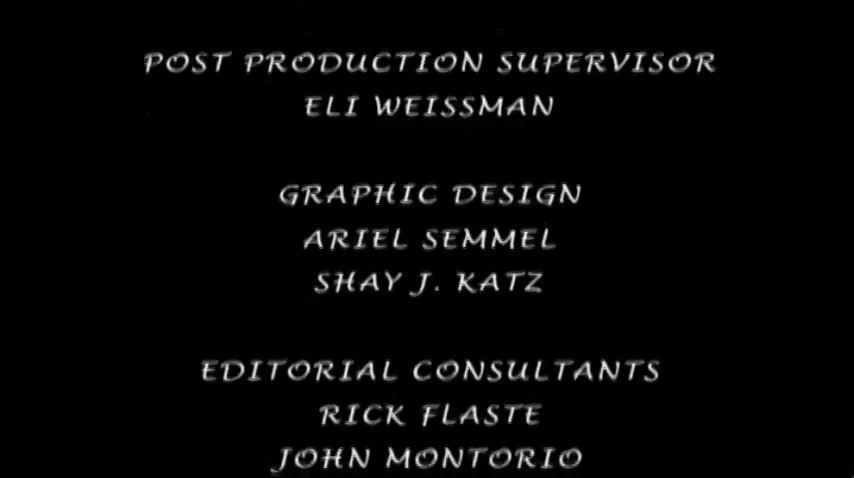 POST PRODUCTION SUPERVISOR
ELI WEISSMAN
GRAPHIC DESIGN
ARIEL SEMMEL
SHAY J. KATZ
EDITORIAL CONSULTANTS
RICK FLASTE
JOHN MONTORIO